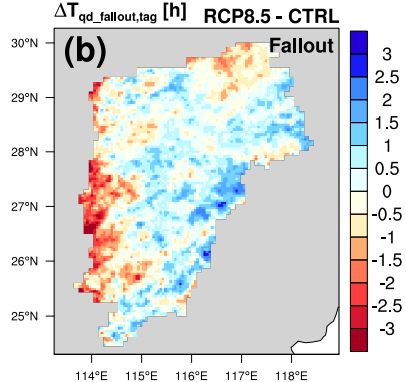 ΔT_qd_fallout,tag [h] RCP8.5 - CTRL
(b) Fallout
30°N
29°N
28°N
27°N
26°N
25°N
114°E 115°E 116°E 117°E 118°E
3
2.5
2
1.5
1
0.5
0
-0.5
-1
-1.5
-2
-2.5
-3